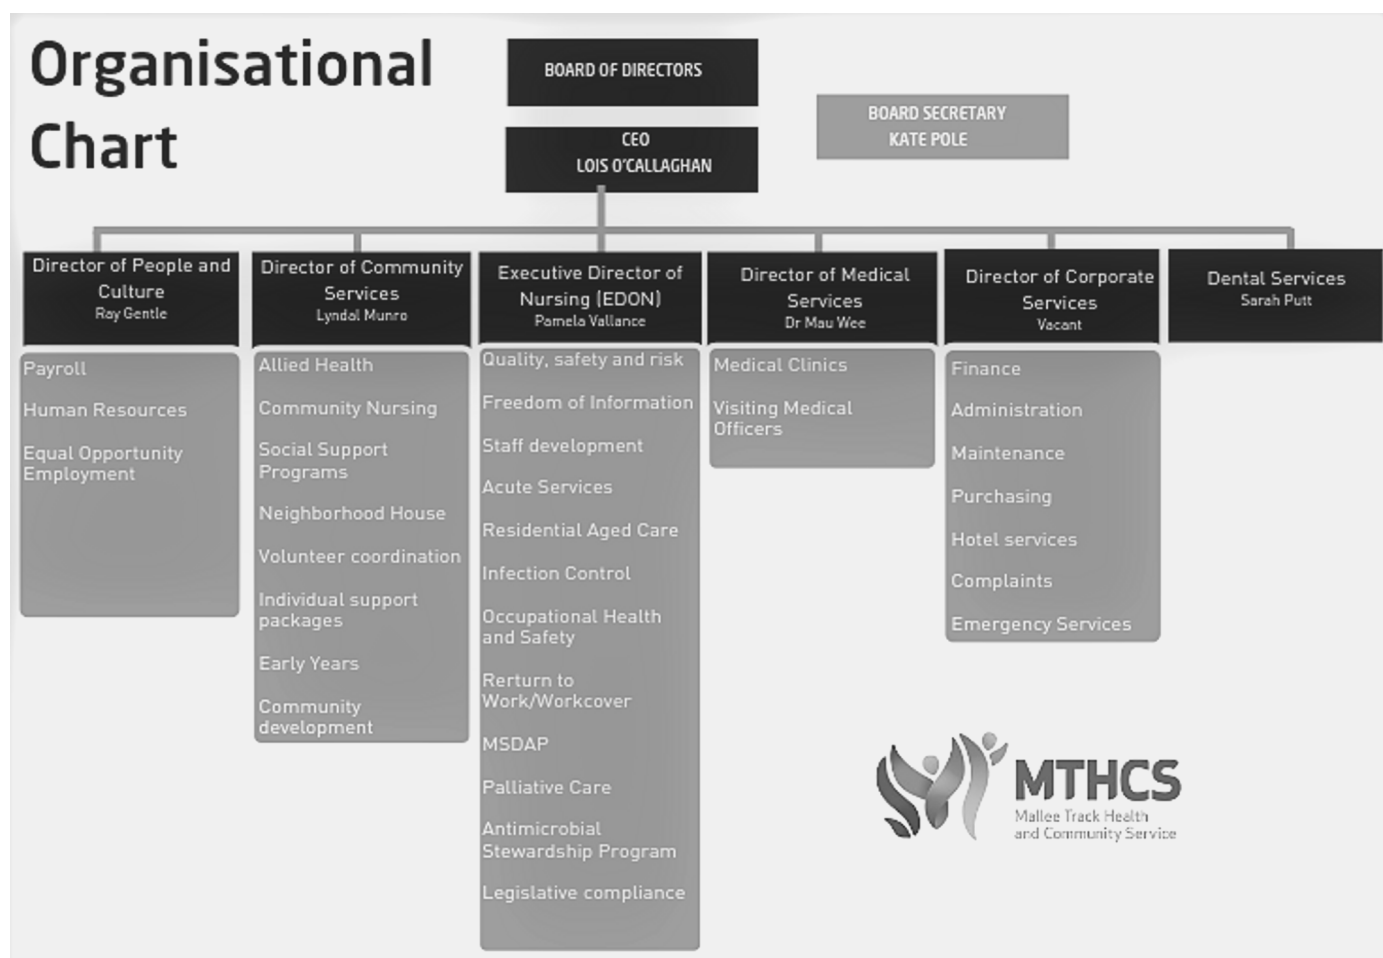 Organisational
Chart
BOARD OF DIRECTORS
BOARD SECRETARY
KATE POLE
CEO
LOIS O'CALLAGHAN
Director of People and
Culture
Ray Gentle
Payroll
Human Resources
Equal Opportunity
Employment
Director of Community
Services
Lyndal Munro
Allied Health
Community Nursing
Social Support
Programs
Neighborhood House
Volunteer coordination
Individual support
packages
Early Years
Community
development
Executive Director of
Nursing (EDON)
Pamela Vallance
Quality, safety and risk
Freedom of Information
Staff development
Acute Services
Residential Aged Care
Infection Control
Occupational Health
and Safety
Rerturn to
Work/Workcover
MSDAP
Palliative Care
Antimicrobial
Stewardship Program
Legislative compliance
Director of Medical
Services
Dr Mau Wee
Medical Clinics
Visiting Medical
Officers
Director of Corporate
Services
Vacant
Finance
Administration
Maintenance
Purchasing
Hotel services
Complaints
Emergency Services
Dental Services
Sarah Putt
MTHCS
Mallee Track Health
and Community Service